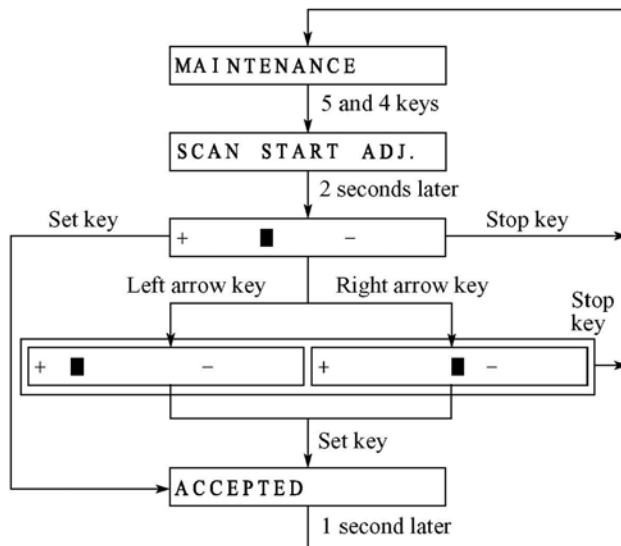 MAINTENANCE
5 and 4 keys
SCAN START ADJ.
2 seconds later
Set key
Stop key
+ ■ −
Left arrow key
Right arrow key
Stop
key
+ ■ −
+ ■ −
Set key
ACCEPTED
1 second later